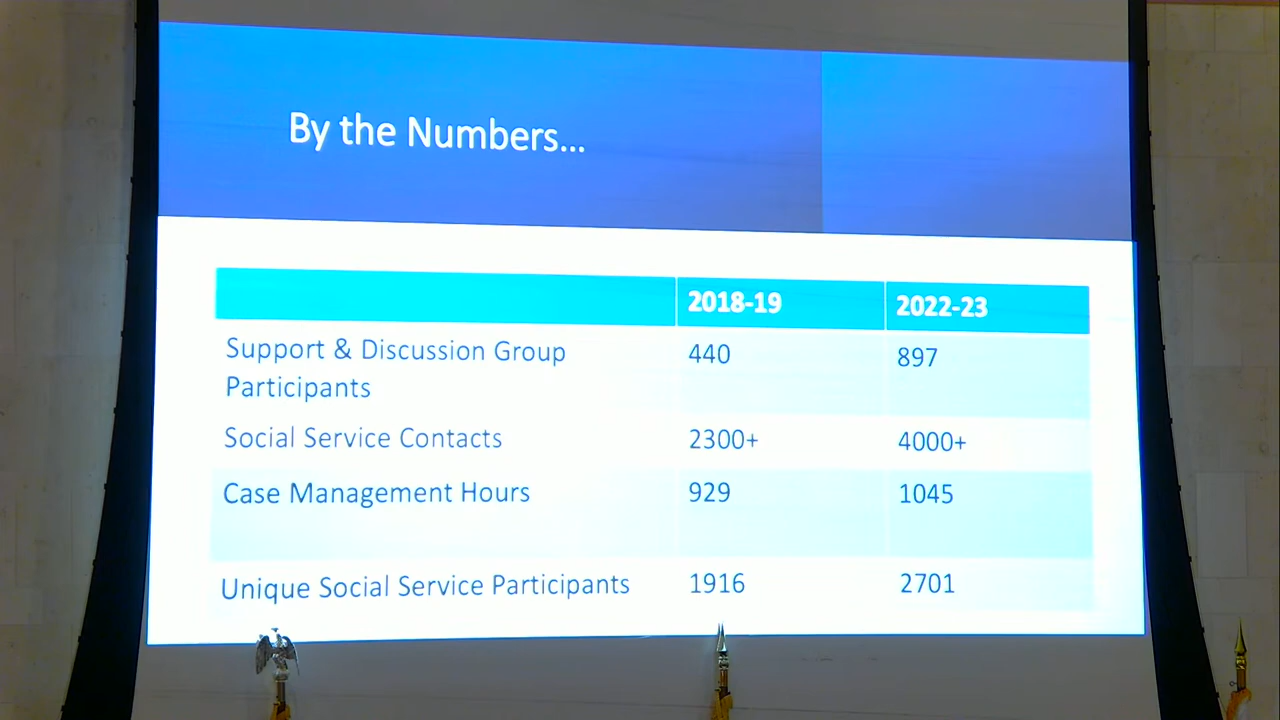 By the Numbers...
2018-19 2022-23
Support & Discussion Group
Participants 440 897
Social Service Contacts 2300+ 4000+
Case Management Hours 929 1045
Unique Social Service Participants 1916 2701